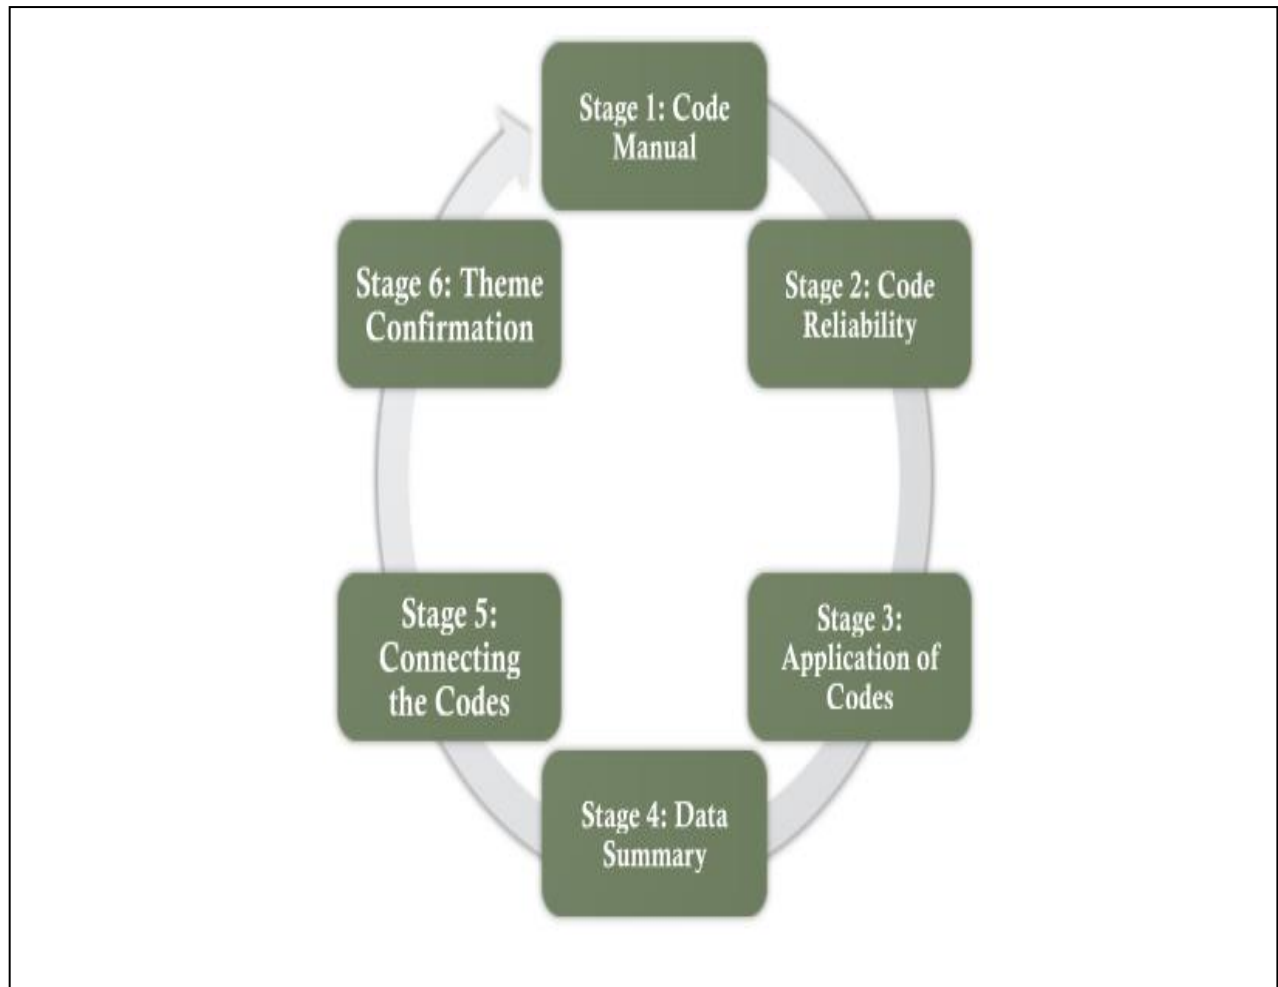 Stage 1: Code
Manual
Stage 2: Code
Reliability
Stage 3:
Application of
Codes
Stage 4: Data
Summary
Stage 5:
Connecting
the Codes
Stage 6: Theme
Confirmation